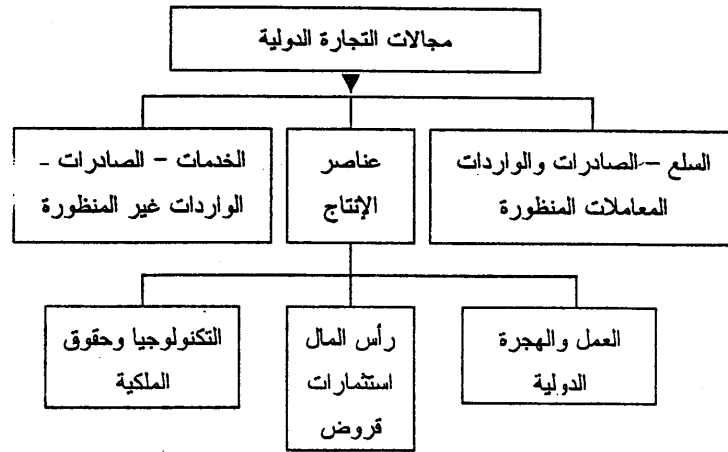 مجالات التجارة الدولية
السلع – الصادرات والواردات
المعاملات المنظورة
عناصر
الإنتاج
الخدمات – الصادرات –
الواردات غير المنظورة
العمل والهجرة
الدولية
رأس المال
استثمارات
قروض
التكنولوجيا وحقوق
الملكية